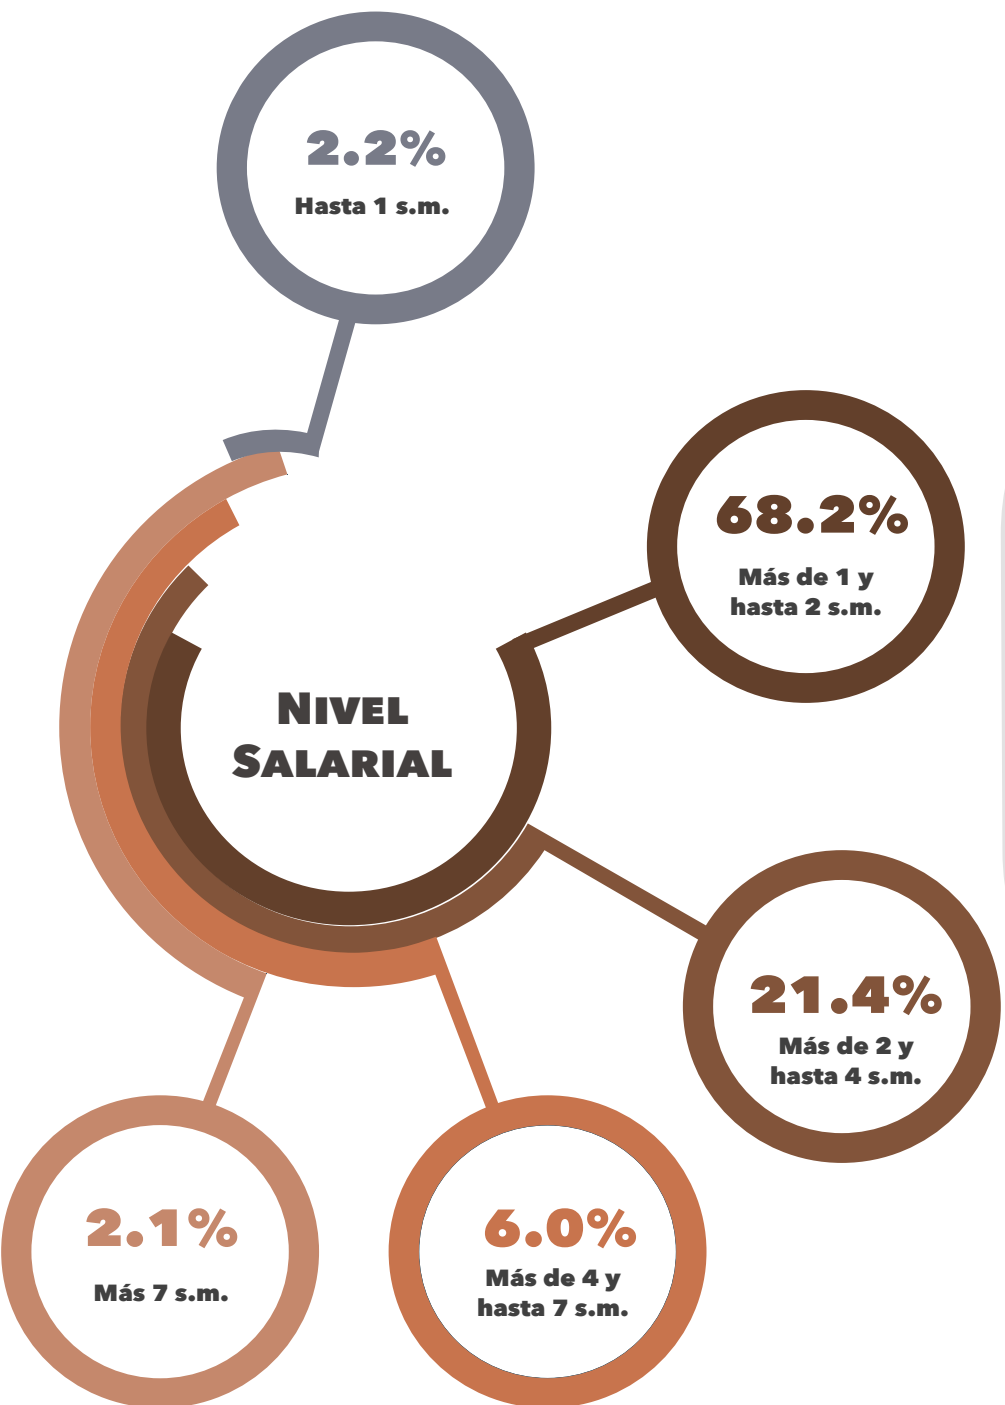 2.2%
Hasta 1 s.m.
68.2%
Más de 1 y
hasta 2 s.m.
NIVEL
SALARIAL
21.4%
Más de 2 y
hasta 4 s.m.
2.1%
Más 7 s.m.
6.0%
Más de 4 y
hasta 7 s.m.